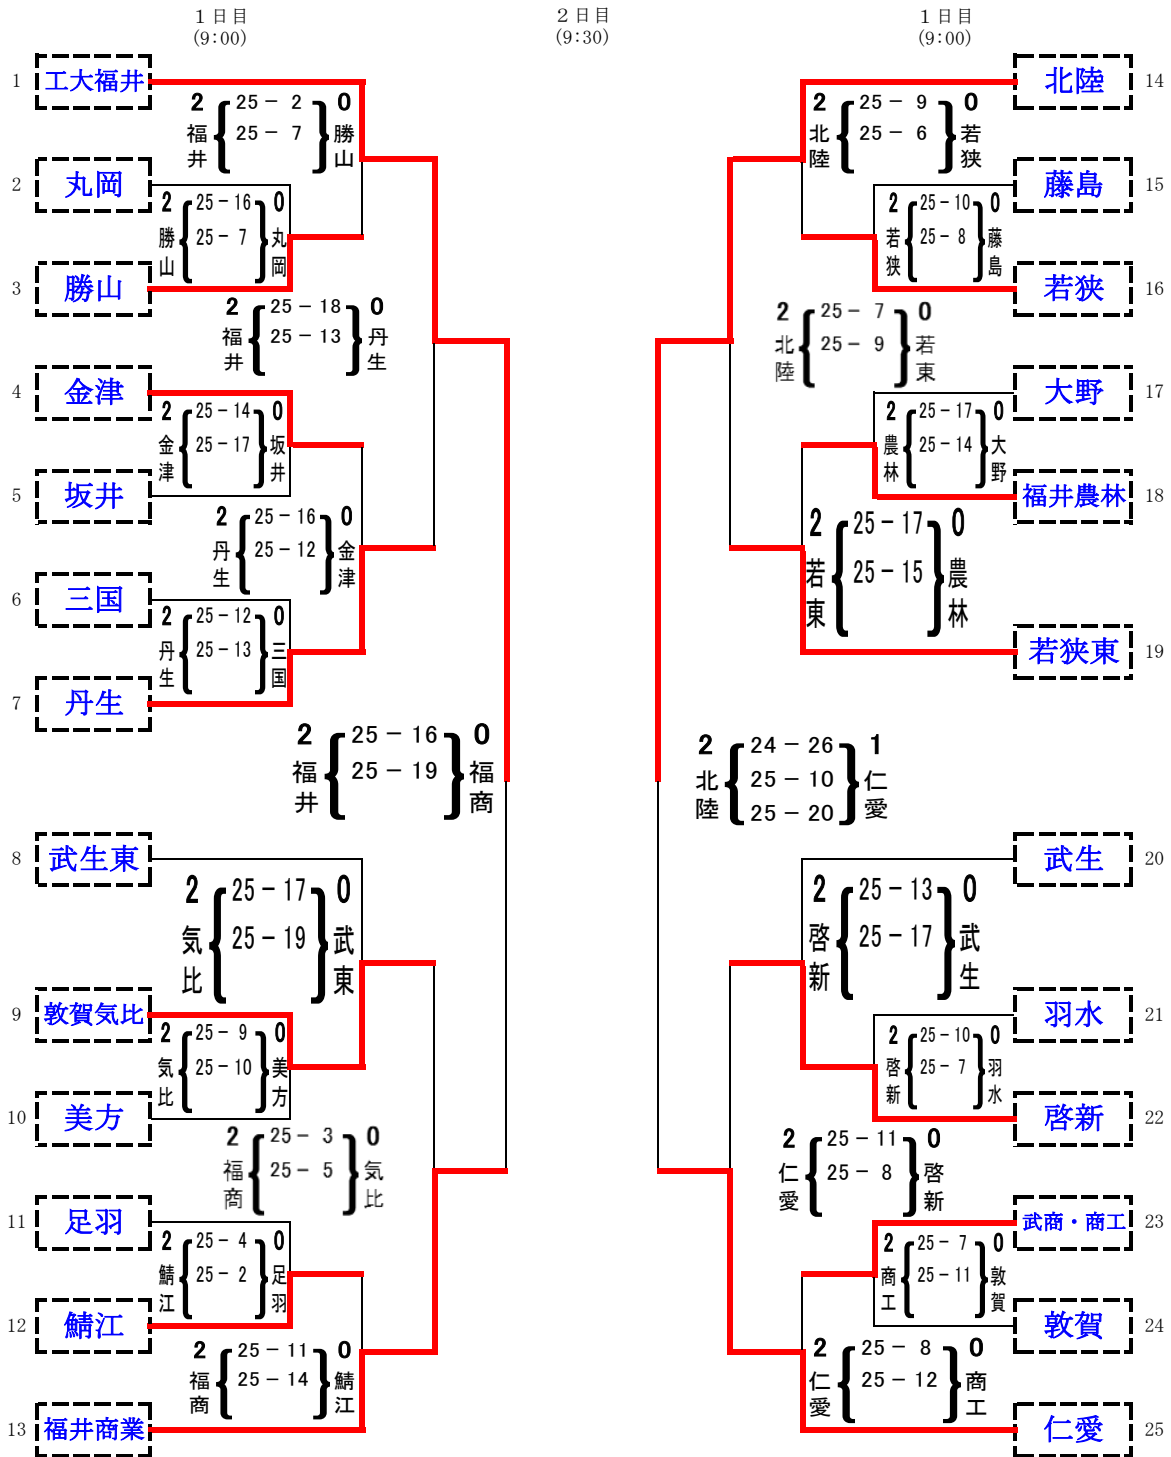 1日目
(9:00)
2日目
(9:30)
1日目
(9:00)
1 工大福井
2 福井 25 － 2 0 勝山
25 － 7
2 丸岡
2 勝山 25 － 16 0 丸岡
25 － 7
3 勝山
2 福井 25 － 18 0 丹生
25 － 13
4 金津
2 金津 25 － 14 0 坂井
25 － 17
5 坂井
2 丹生 25 － 16 0 金津
25 － 12
6 三国
2 丹生 25 － 12 0 三国
25 － 13
7 丹生
2 福井 25 － 16 0 福商
25 － 19
8 武生東
2 気比 25 － 17 0 武東
25 － 19
9 敦賀気比
2 気比 25 － 9 0 美方
25 － 10
10 美方
2 福商 25 － 3 0 気比
25 － 5
11 足羽
2 鯖江 25 － 4 0 足羽
25 － 2
12 鯖江
2 福商 25 － 11 0 鯖江
25 － 14
13 福井商業
北陸 14
2 北陸 25 － 9 0 若狭
25 － 6
藤島 15
2 若狭 25 － 10 0 藤島
25 － 8
若狭 16
2 北陸 25 － 7 0 若東
25 － 9
大野 17
2 農林 25 － 17 0 大野
25 － 14
福井農林 18
2 若東 25 － 17 0 農林
25 － 15
若狭東 19
2 北陸 24 － 26 1 仁愛
25 － 10
25 － 20
武生 20
2 啓新 25 － 13 0 武生
25 － 17
羽水 21
2 啓新 25 － 10 0 羽水
25 － 7
啓新 22
2 仁愛 25 － 11 0 啓新
25 － 8
武商・商工 23
2 商工 25 － 7 0 敦賀
25 － 11
敦賀 24
2 仁愛 25 － 8 0 商工
25 － 12
仁愛 25